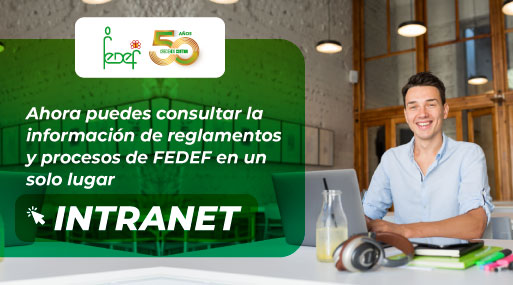 fedef
50
AÑOS
Ahora puedes consultar la
información de reglamentos
y procesos de FEDEF en un
solo lugar
INTRANET